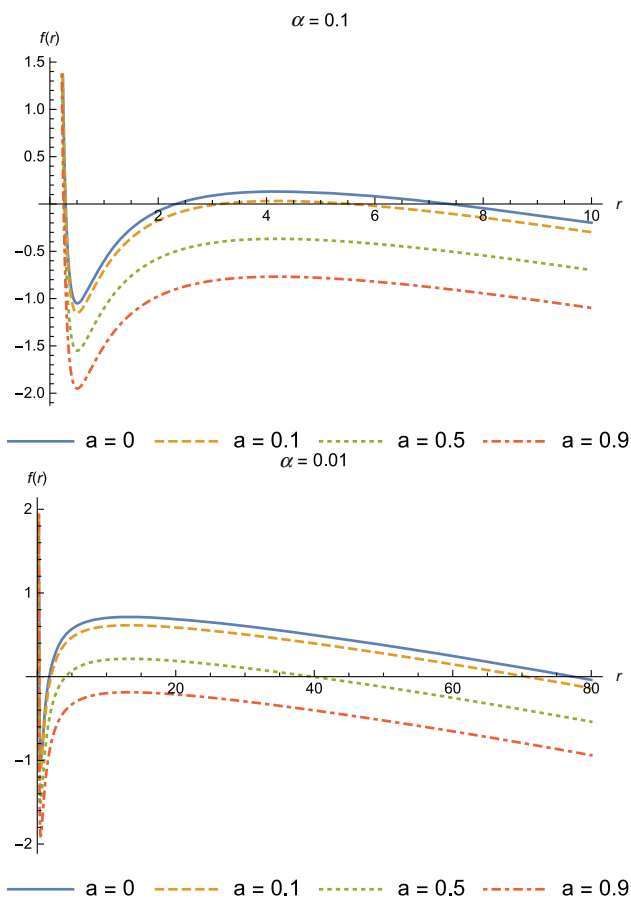 α = 0.1
f(r)
1.5
1.0
0.5
2 4 6 8 10 r
−0.5
−1.0
−1.5
−2.0
a = 0 a = 0.1 a = 0.5 a = 0.9
α = 0.01
f(r)
2
1
20 40 60 80 r
−1
−2
a = 0 a = 0.1 a = 0.5 a = 0.9